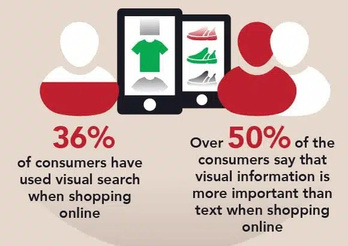 36%
of consumers have
used visual search
when shopping
online
Over 50% of the
consumers say that
visual information is
more important than
text when shopping
online